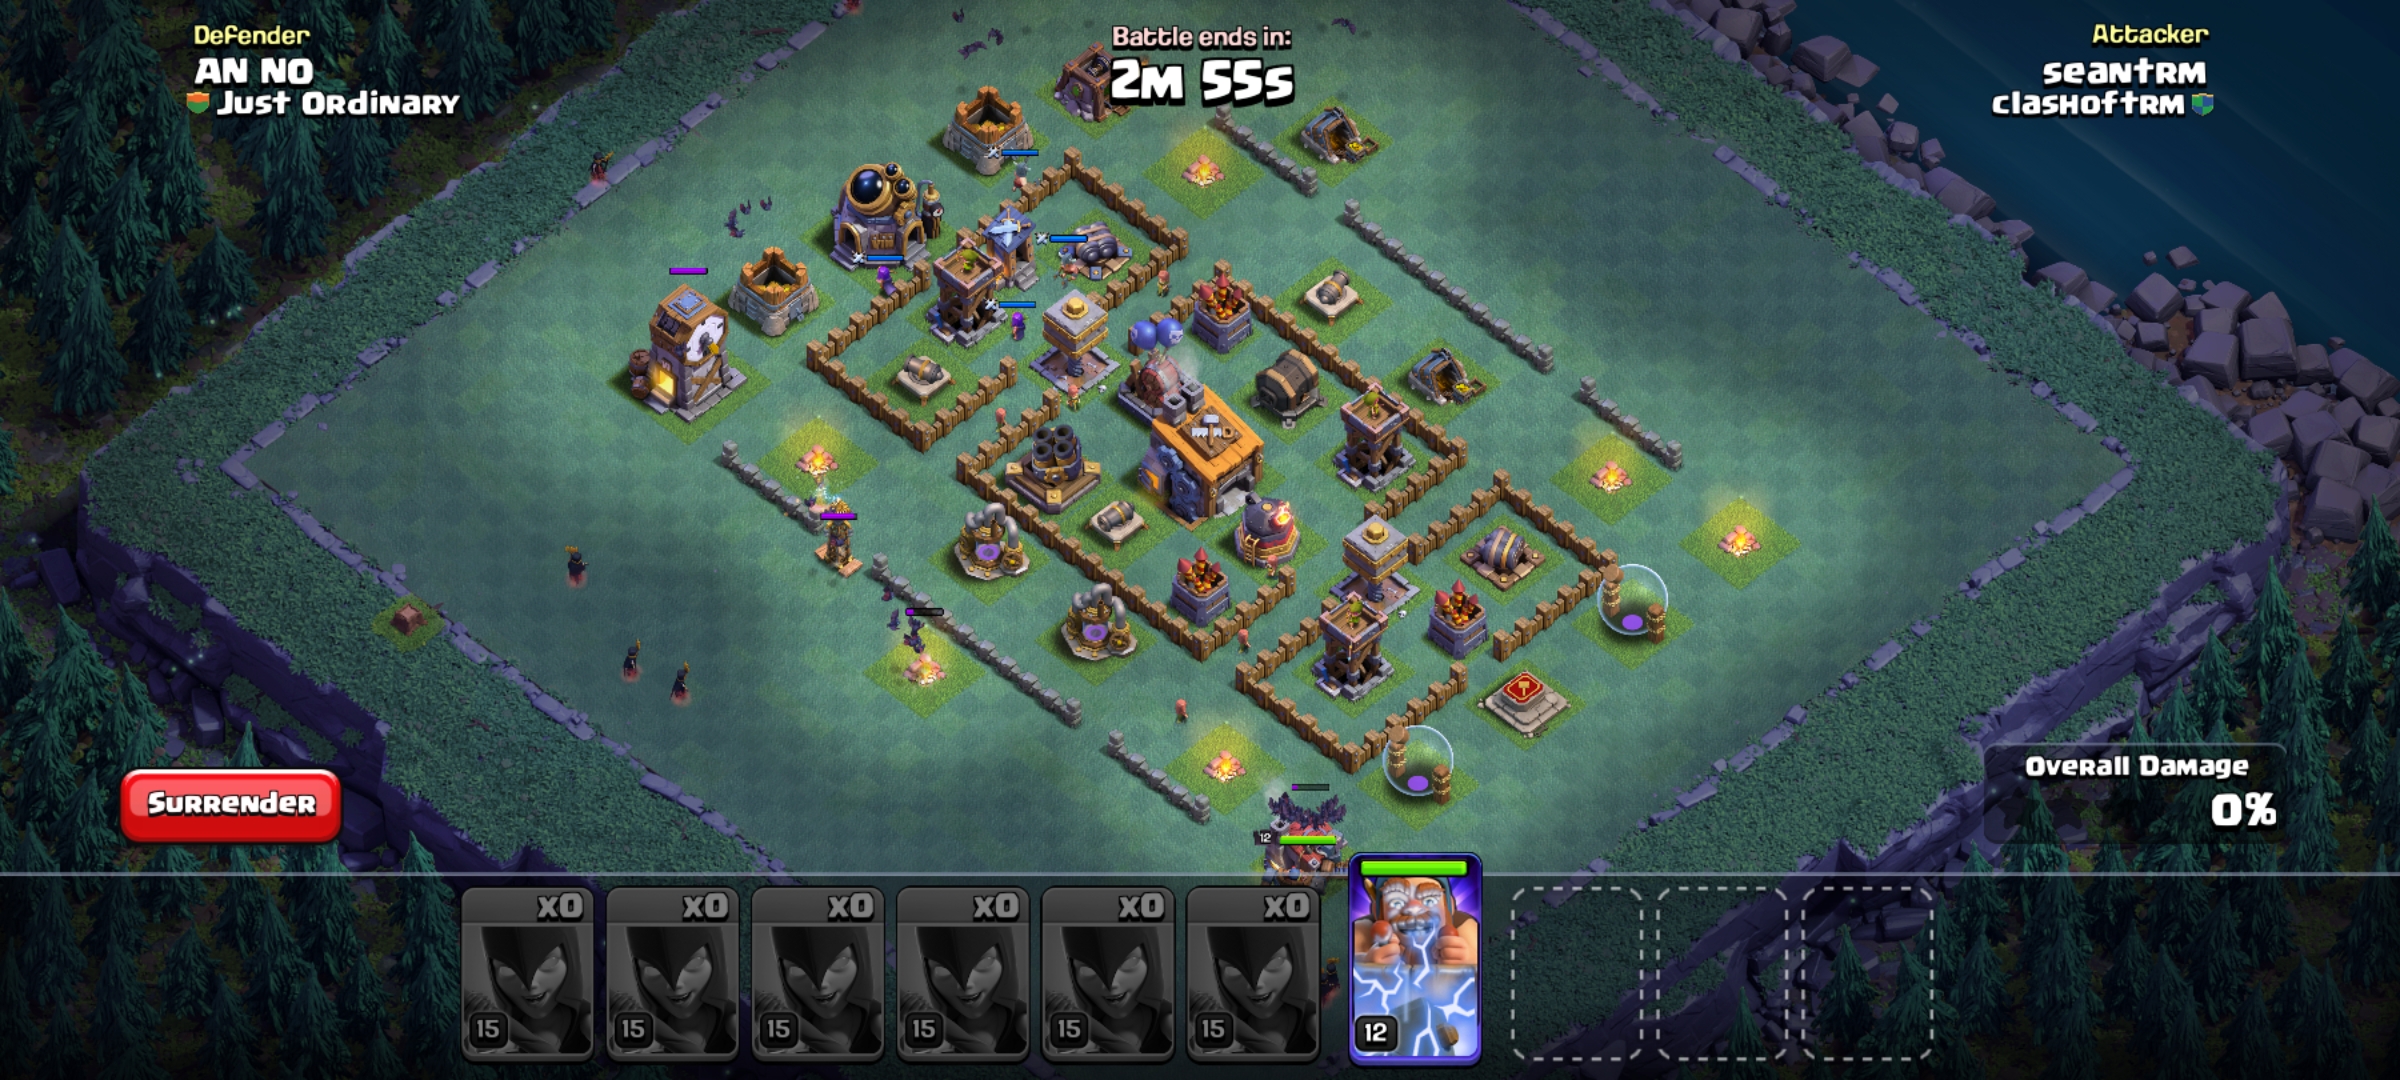 Defender
AN NO
Just Ordinary
Battle ends in:
2M 55s
Attacker
seantRM
clashoftRM
Surrender
Overall Damage
0%
12
x0
x0
x0
x0
x0
x0
15
15
15
15
15
15
12